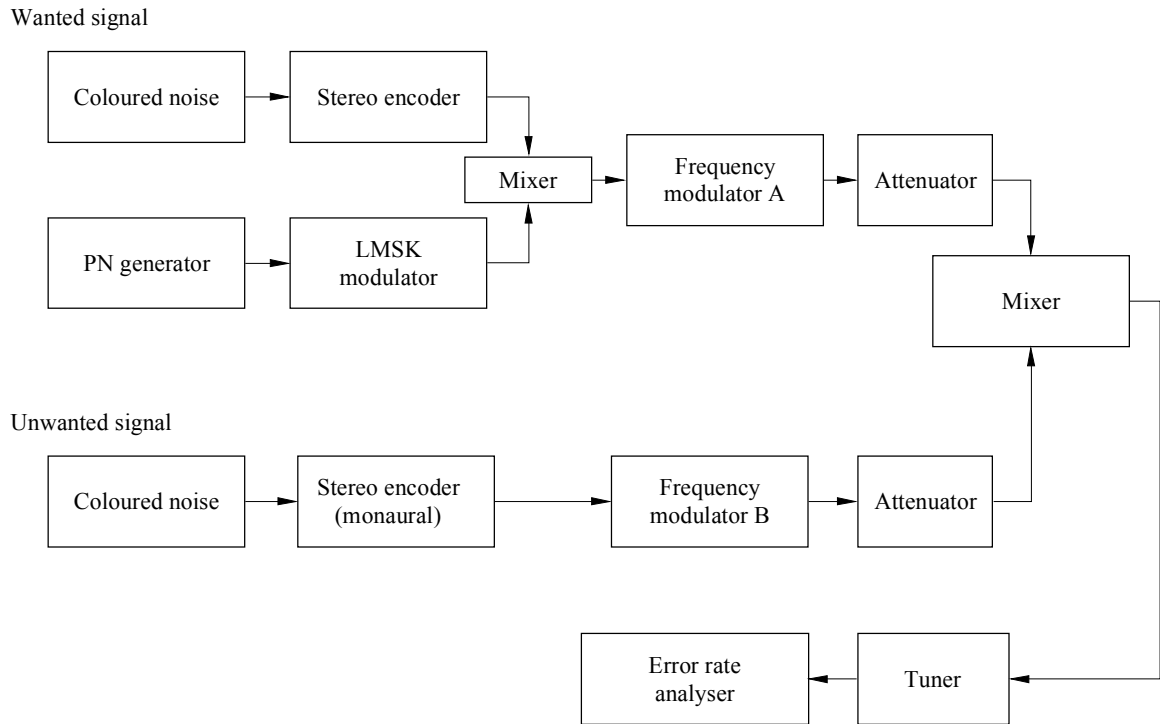 Wanted signal
Coloured noise
Stereo encoder
Mixer
Frequency
modulator A
Attenuator
PN generator
LMSK
modulator
Mixer
Unwanted signal
Coloured noise
Stereo encoder
(monaural)
Frequency
modulator B
Attenuator
Error rate
analyser
Tuner